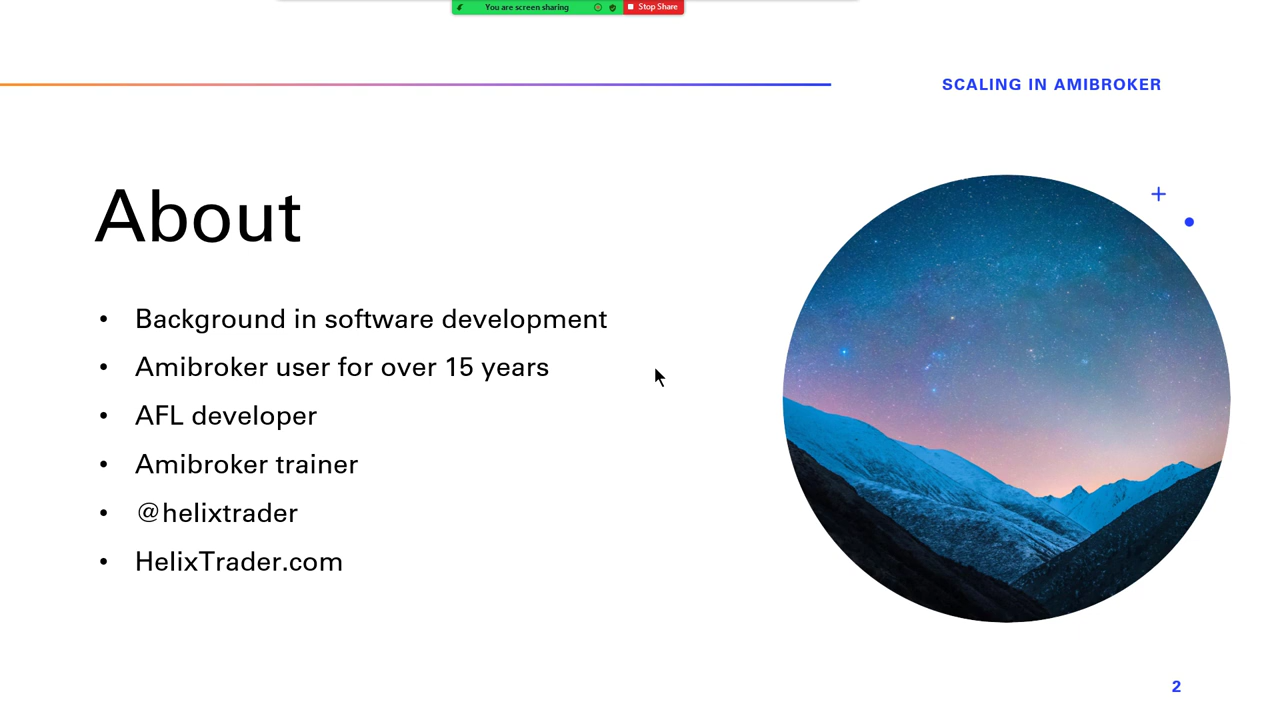 You are screen sharing
Stop Share
SCALING IN AMIBROKER
About
• Background in software development
• Amibroker user for over 15 years
• AFL developer
• Amibroker trainer
• @helixtrader
• HelixTrader.com
2